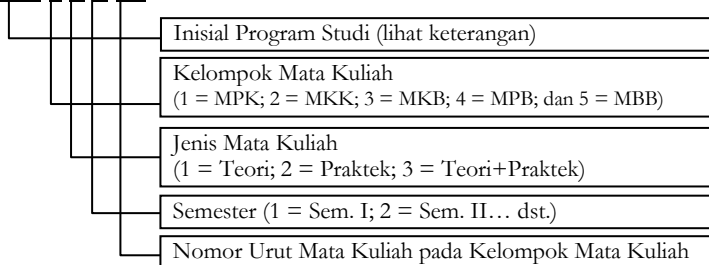 Inisial Program Studi (lihat keterangan)
Kelompok Mata Kuliah
(1 = MPK; 2 = MKK; 3 = MKB; 4 = MPB; dan 5 = MBB)
Jenis Mata Kuliah
(1 = Teori; 2 = Praktek; 3 = Teori+Praktek)
Semester (1 = Sem. I; 2 = Sem. II… dst.)
Nomor Urut Mata Kuliah pada Kelompok Mata Kuliah